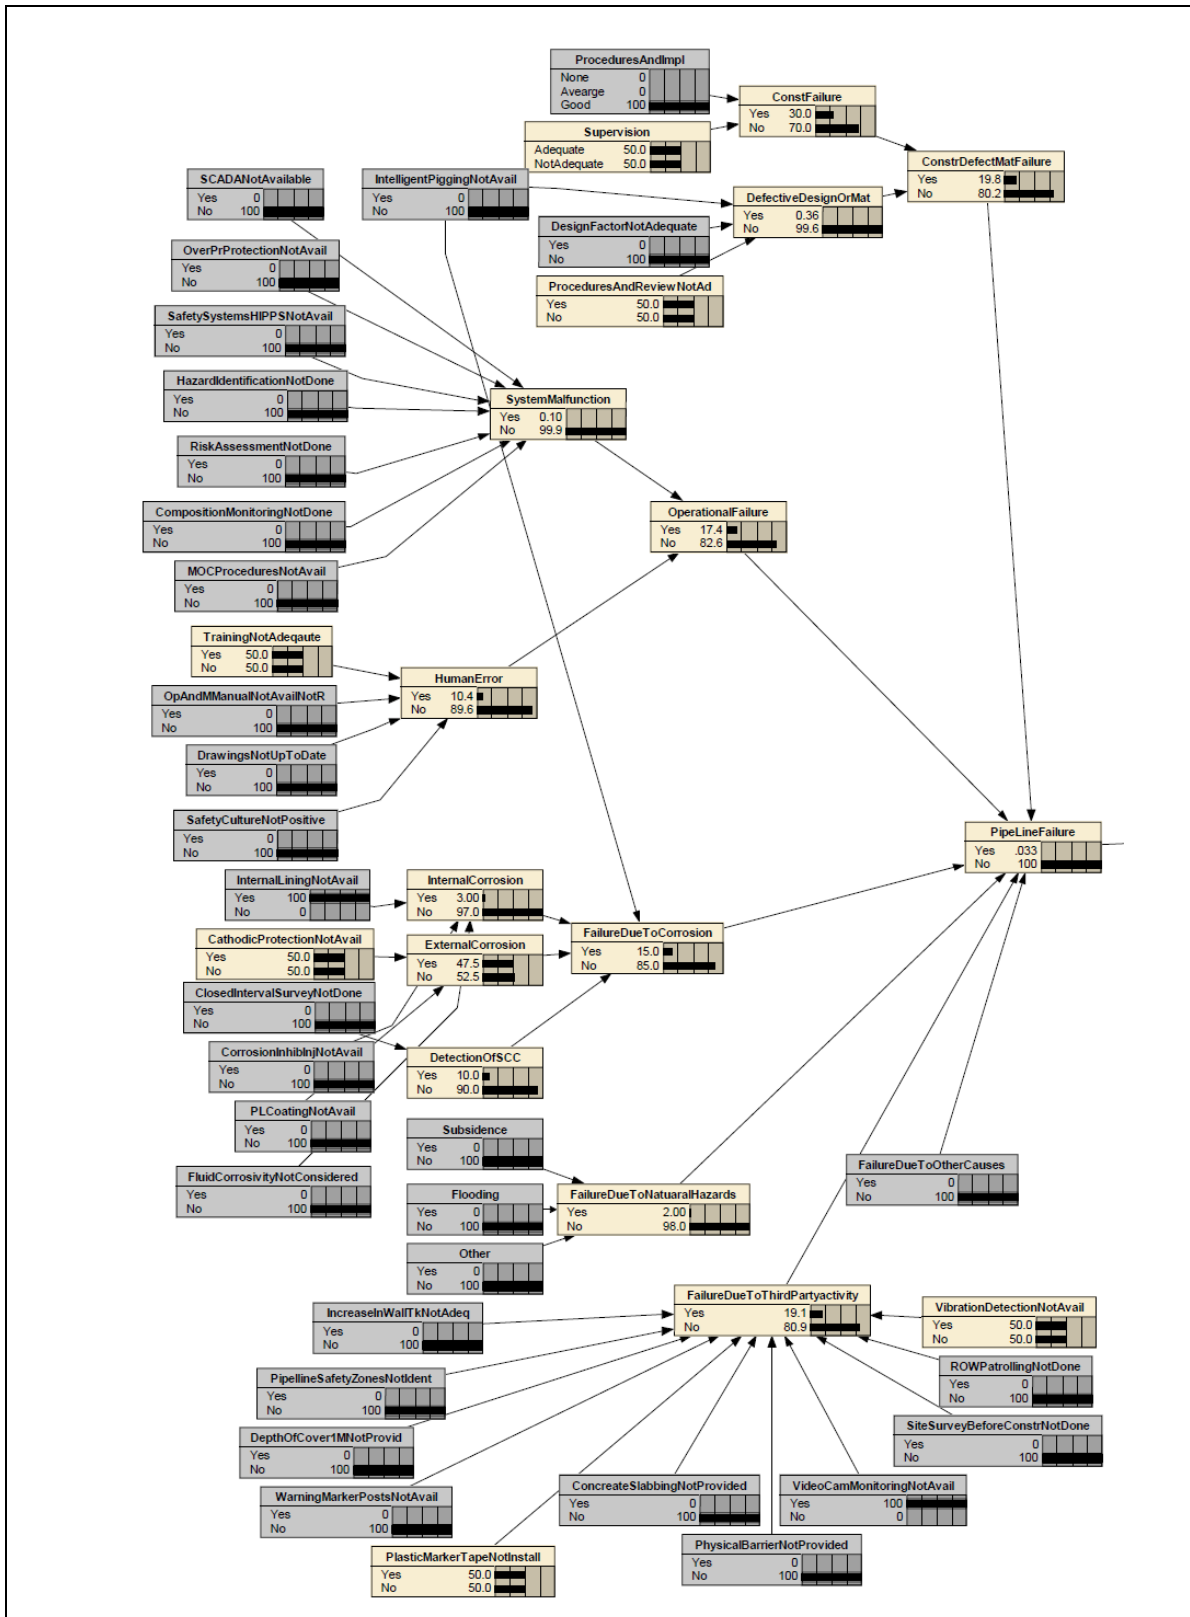 ProceduresAndImpl
None 0
Avearge 0
Good 100
ConstFailure
Yes 30.0
No 70.0
Supervision
Adequate 50.0
NotAdequate 50.0
ConstrDefectMatFailure
Yes 19.8
No 80.2
SCADANotAvailable
Yes 0
No 100
IntelligentPiggingNotAvail
Yes 0
No 100
DefectiveDesignOrMat
Yes 0.36
No 99.6
DesignFactorNotAdequate
Yes 0
No 100
OverPrProtectionNotAvail
Yes 0
No 100
ProceduresAndReviewNotAd
Yes 50.0
No 50.0
SafetySystemsHIPPSNotAvail
Yes 0
No 100
HazardIdentificationNotDone
Yes 0
No 100
SystemMalfunction
Yes 0.10
No 99.9
RiskAssessmentNotDone
Yes 0
No 100
CompositionMonitoringNotDone
Yes 0
No 100
OperationalFailure
Yes 17.4
No 82.6
MOCProceduresNotAvail
Yes 0
No 100
TrainingNotAdeqaute
Yes 50.0
No 50.0
HumanError
Yes 10.4
No 89.6
OpAndMManualNotAvailNotR
Yes 0
No 100
DrawingsNotUpToDate
Yes 0
No 100
SafetyCultureNotPositive
Yes 0
No 100
PipeLineFailure
Yes .033
No 100
InternalLiningNotAvail
Yes 100
No 0
InternalCorrosion
Yes 3.00
No 97.0
CathodicProtectionNotAvail
Yes 50.0
No 50.0
ExternalCorrosion
Yes 47.5
No 52.5
FailureDueToCorrosion
Yes 15.0
No 85.0
ClosedIntervalSurveyNotDone
Yes 0
No 100
CorrosionInhibInjNotAvail
Yes 0
No 100
DetectionOfSCC
Yes 10.0
No 90.0
PLCoatingNotAvail
Yes 0
No 100
Subsidence
Yes 0
No 100
FluidCorrosivityNotConsidered
Yes 0
No 100
Flooding
Yes 0
No 100
FailureDueToNatuaralHazards
Yes 2.00
No 98.0
FailureDueToOtherCauses
Yes 0
No 100
Other
Yes 0
No 100
FailureDueToThirdPartyactivity
Yes 19.1
No 80.9
VibrationDetectionNotAvail
Yes 50.0
No 50.0
IncreaseInWallTkNotAdeq
Yes 0
No 100
ROWPatrollingNotDone
Yes 0
No 100
PipellineSafetyZonesNotIdent
Yes 0
No 100
SiteSurveyBeforeConstrNotDone
Yes 0
No 100
DepthOfCover1MNotProvid
Yes 0
No 100
WarningMarkerPostsNotAvail
Yes 0
No 100
ConcreateSlabbingNotProvided
Yes 0
No 100
VideoCamMonitoringNotAvail
Yes 100
No 0
PlasticMarkerTapeNotInstall
Yes 50.0
No 50.0
PhysicalBarrierNotProvided
Yes 0
No 100